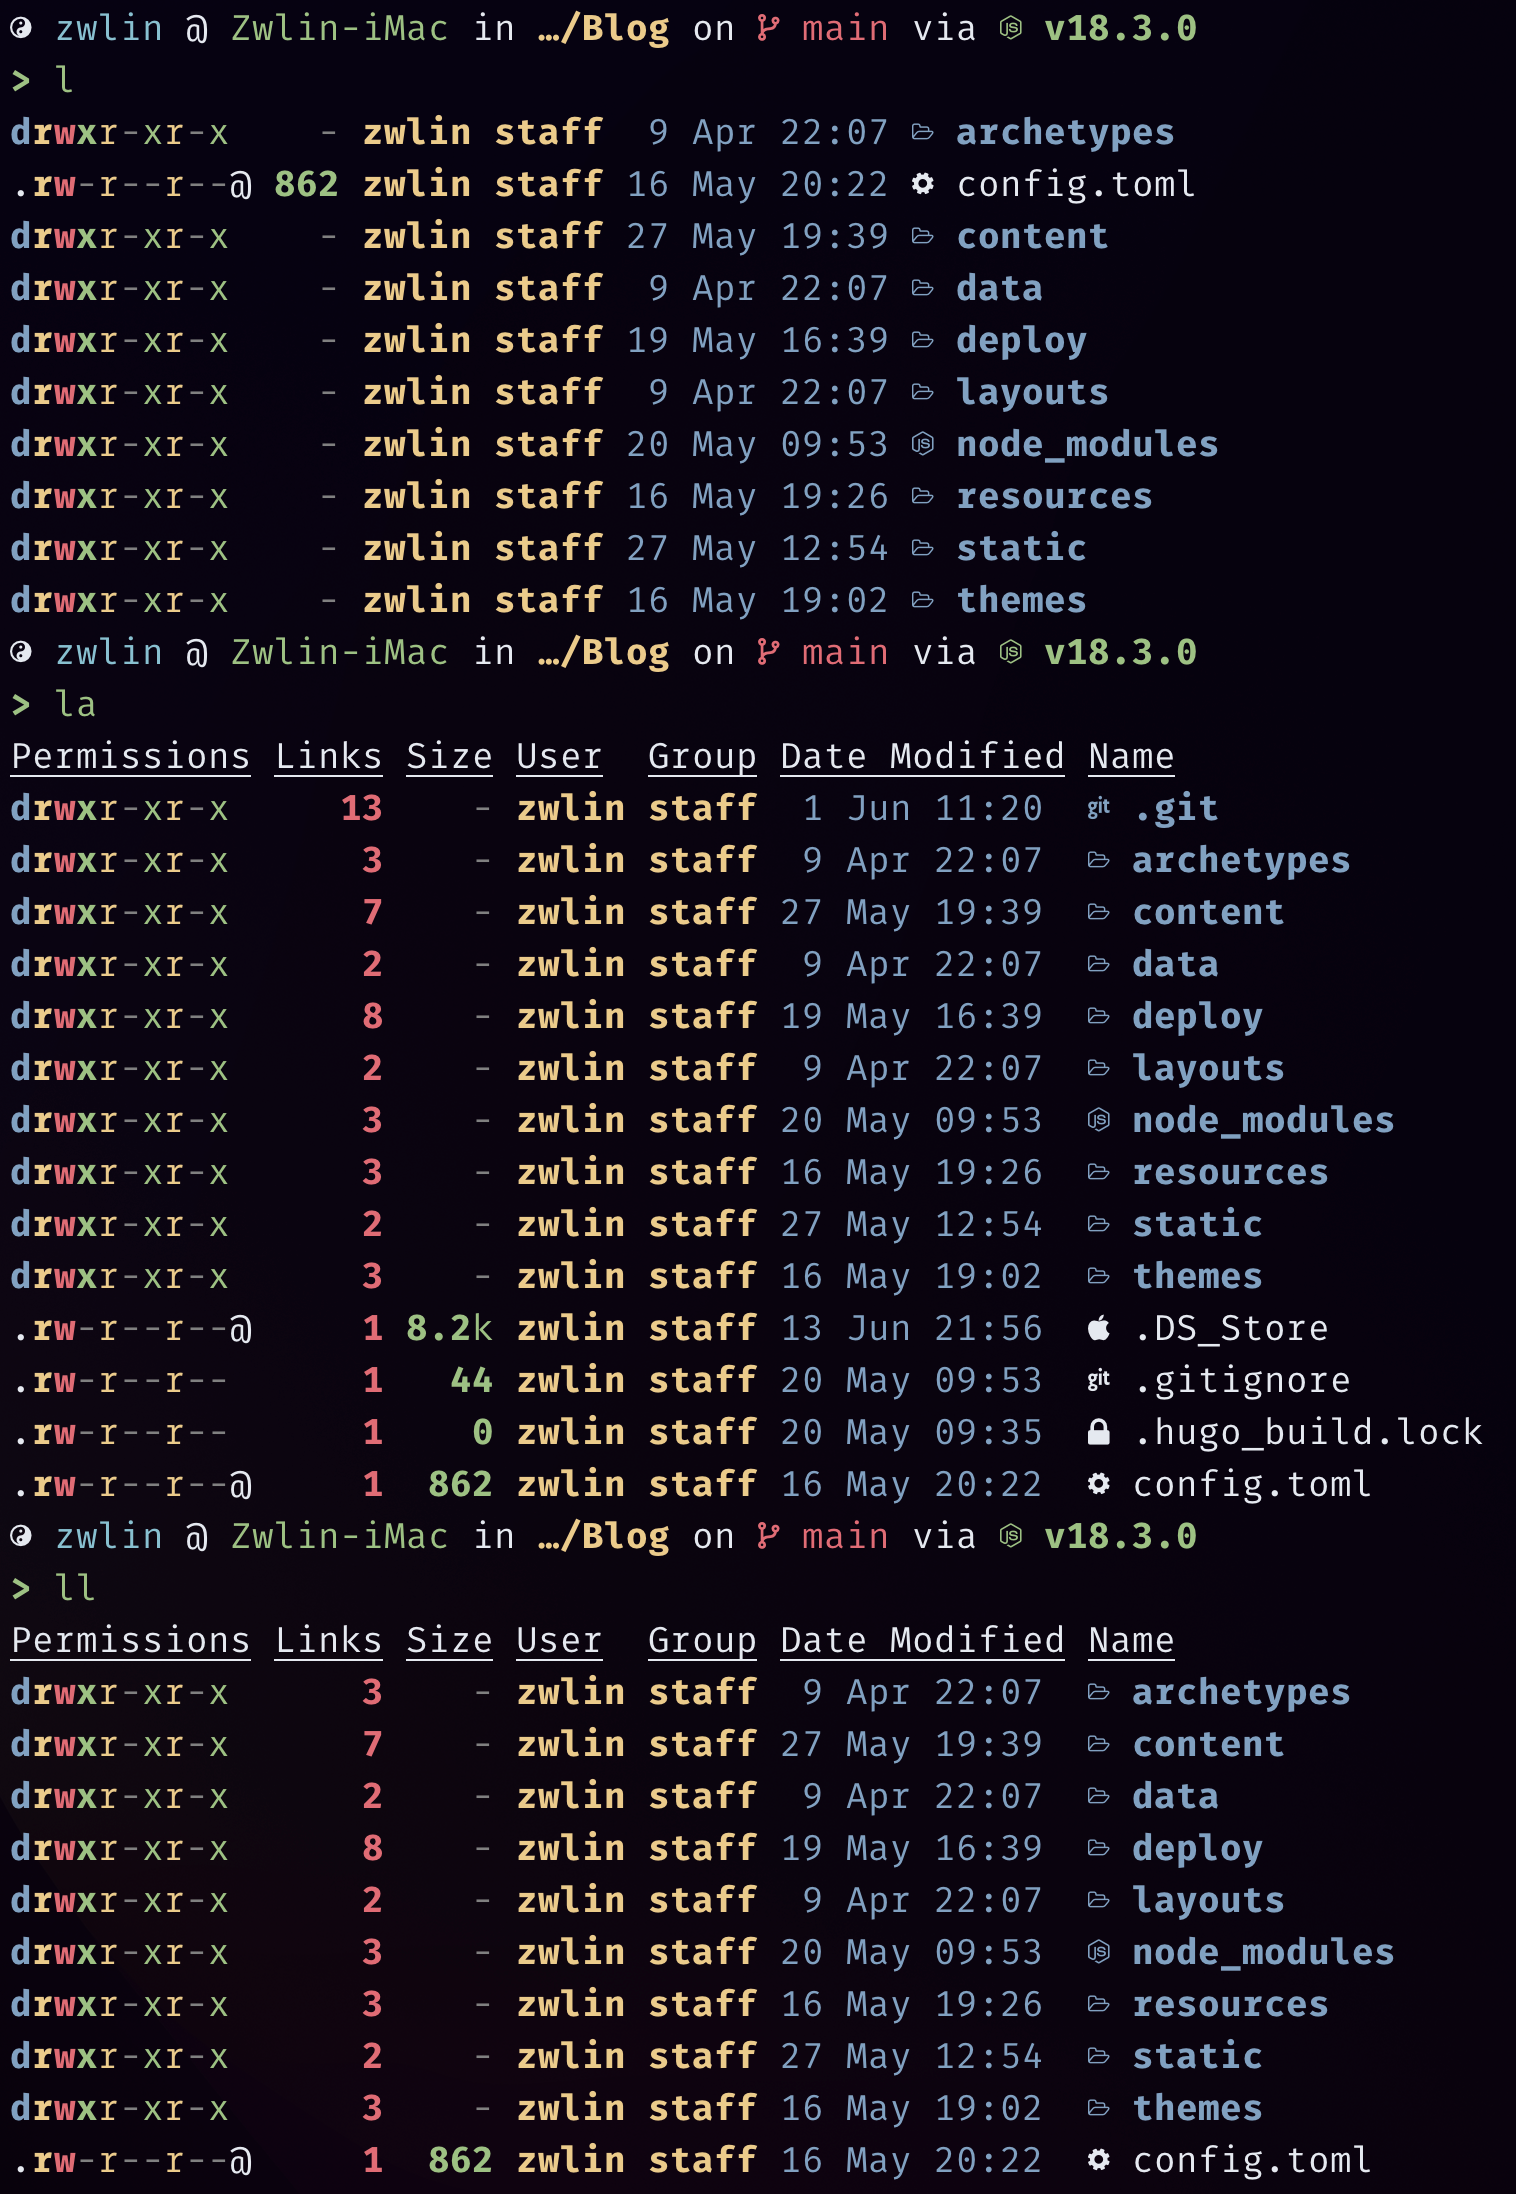 zwlin @ Zwlin-iMac in …/Blog on main via v18.3.0
> l
drwxr-xr-x    - zwlin staff  9 Apr 22:07 archetypes
.rw-r--r--@ 862 zwlin staff 16 May 20:22 config.toml
drwxr-xr-x    - zwlin staff 27 May 19:39 content
drwxr-xr-x    - zwlin staff  9 Apr 22:07 data
drwxr-xr-x    - zwlin staff 19 May 16:39 deploy
drwxr-xr-x    - zwlin staff  9 Apr 22:07 layouts
drwxr-xr-x    - zwlin staff 20 May 09:53 node_modules
drwxr-xr-x    - zwlin staff 16 May 19:26 resources
drwxr-xr-x    - zwlin staff 27 May 12:54 static
drwxr-xr-x    - zwlin staff 16 May 19:02 themes
zwlin @ Zwlin-iMac in …/Blog on main via v18.3.0
> la
Permissions Links Size User  Group Date Modified Name
drwxr-xr-x     13    - zwlin staff  1 Jun 11:20  git .git
drwxr-xr-x      3    - zwlin staff  9 Apr 22:07  archetypes
drwxr-xr-x      7    - zwlin staff 27 May 19:39  content
drwxr-xr-x      2    - zwlin staff  9 Apr 22:07  data
drwxr-xr-x      8    - zwlin staff 19 May 16:39  deploy
drwxr-xr-x      2    - zwlin staff  9 Apr 22:07  layouts
drwxr-xr-x      3    - zwlin staff 20 May 09:53  node_modules
drwxr-xr-x      3    - zwlin staff 16 May 19:26  resources
drwxr-xr-x      2    - zwlin staff 27 May 12:54  static
drwxr-xr-x      3    - zwlin staff 16 May 19:02  themes
.rw-r--r--@     1 8.2k zwlin staff 13 Jun 21:56  .DS_Store
.rw-r--r--      1   44 zwlin staff 20 May 09:53  git .gitignore
.rw-r--r--      1    0 zwlin staff 20 May 09:35  .hugo_build.lock
.rw-r--r--@     1  862 zwlin staff 16 May 20:22  config.toml
zwlin @ Zwlin-iMac in …/Blog on main via v18.3.0
> ll
Permissions Links Size User  Group Date Modified Name
drwxr-xr-x      3    - zwlin staff  9 Apr 22:07  archetypes
drwxr-xr-x      7    - zwlin staff 27 May 19:39  content
drwxr-xr-x      2    - zwlin staff  9 Apr 22:07  data
drwxr-xr-x      8    - zwlin staff 19 May 16:39  deploy
drwxr-xr-x      2    - zwlin staff  9 Apr 22:07  layouts
drwxr-xr-x      3    - zwlin staff 20 May 09:53  node_modules
drwxr-xr-x      3    - zwlin staff 16 May 19:26  resources
drwxr-xr-x      2    - zwlin staff 27 May 12:54  static
drwxr-xr-x      3    - zwlin staff 16 May 19:02  themes
.rw-r--r--@     1  862 zwlin staff 16 May 20:22  config.toml